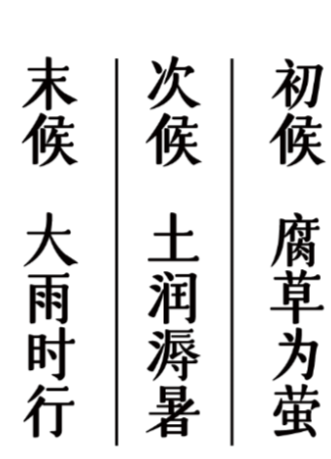 初候 腐草为萤
次候 土润溽暑
末候 大雨时行